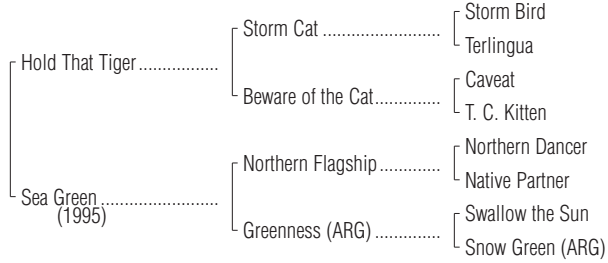 Storm Bird
Storm Cat ..........................
Terlingua
Hold That Tiger .................
Caveat
Beware of the Cat..............
T. C. Kitten
Northern Dancer
Northern Flagship.............
Native Partner
Sea Green .........................
(1995)
Swallow the Sun
Greenness (ARG) ..............
Snow Green (ARG)